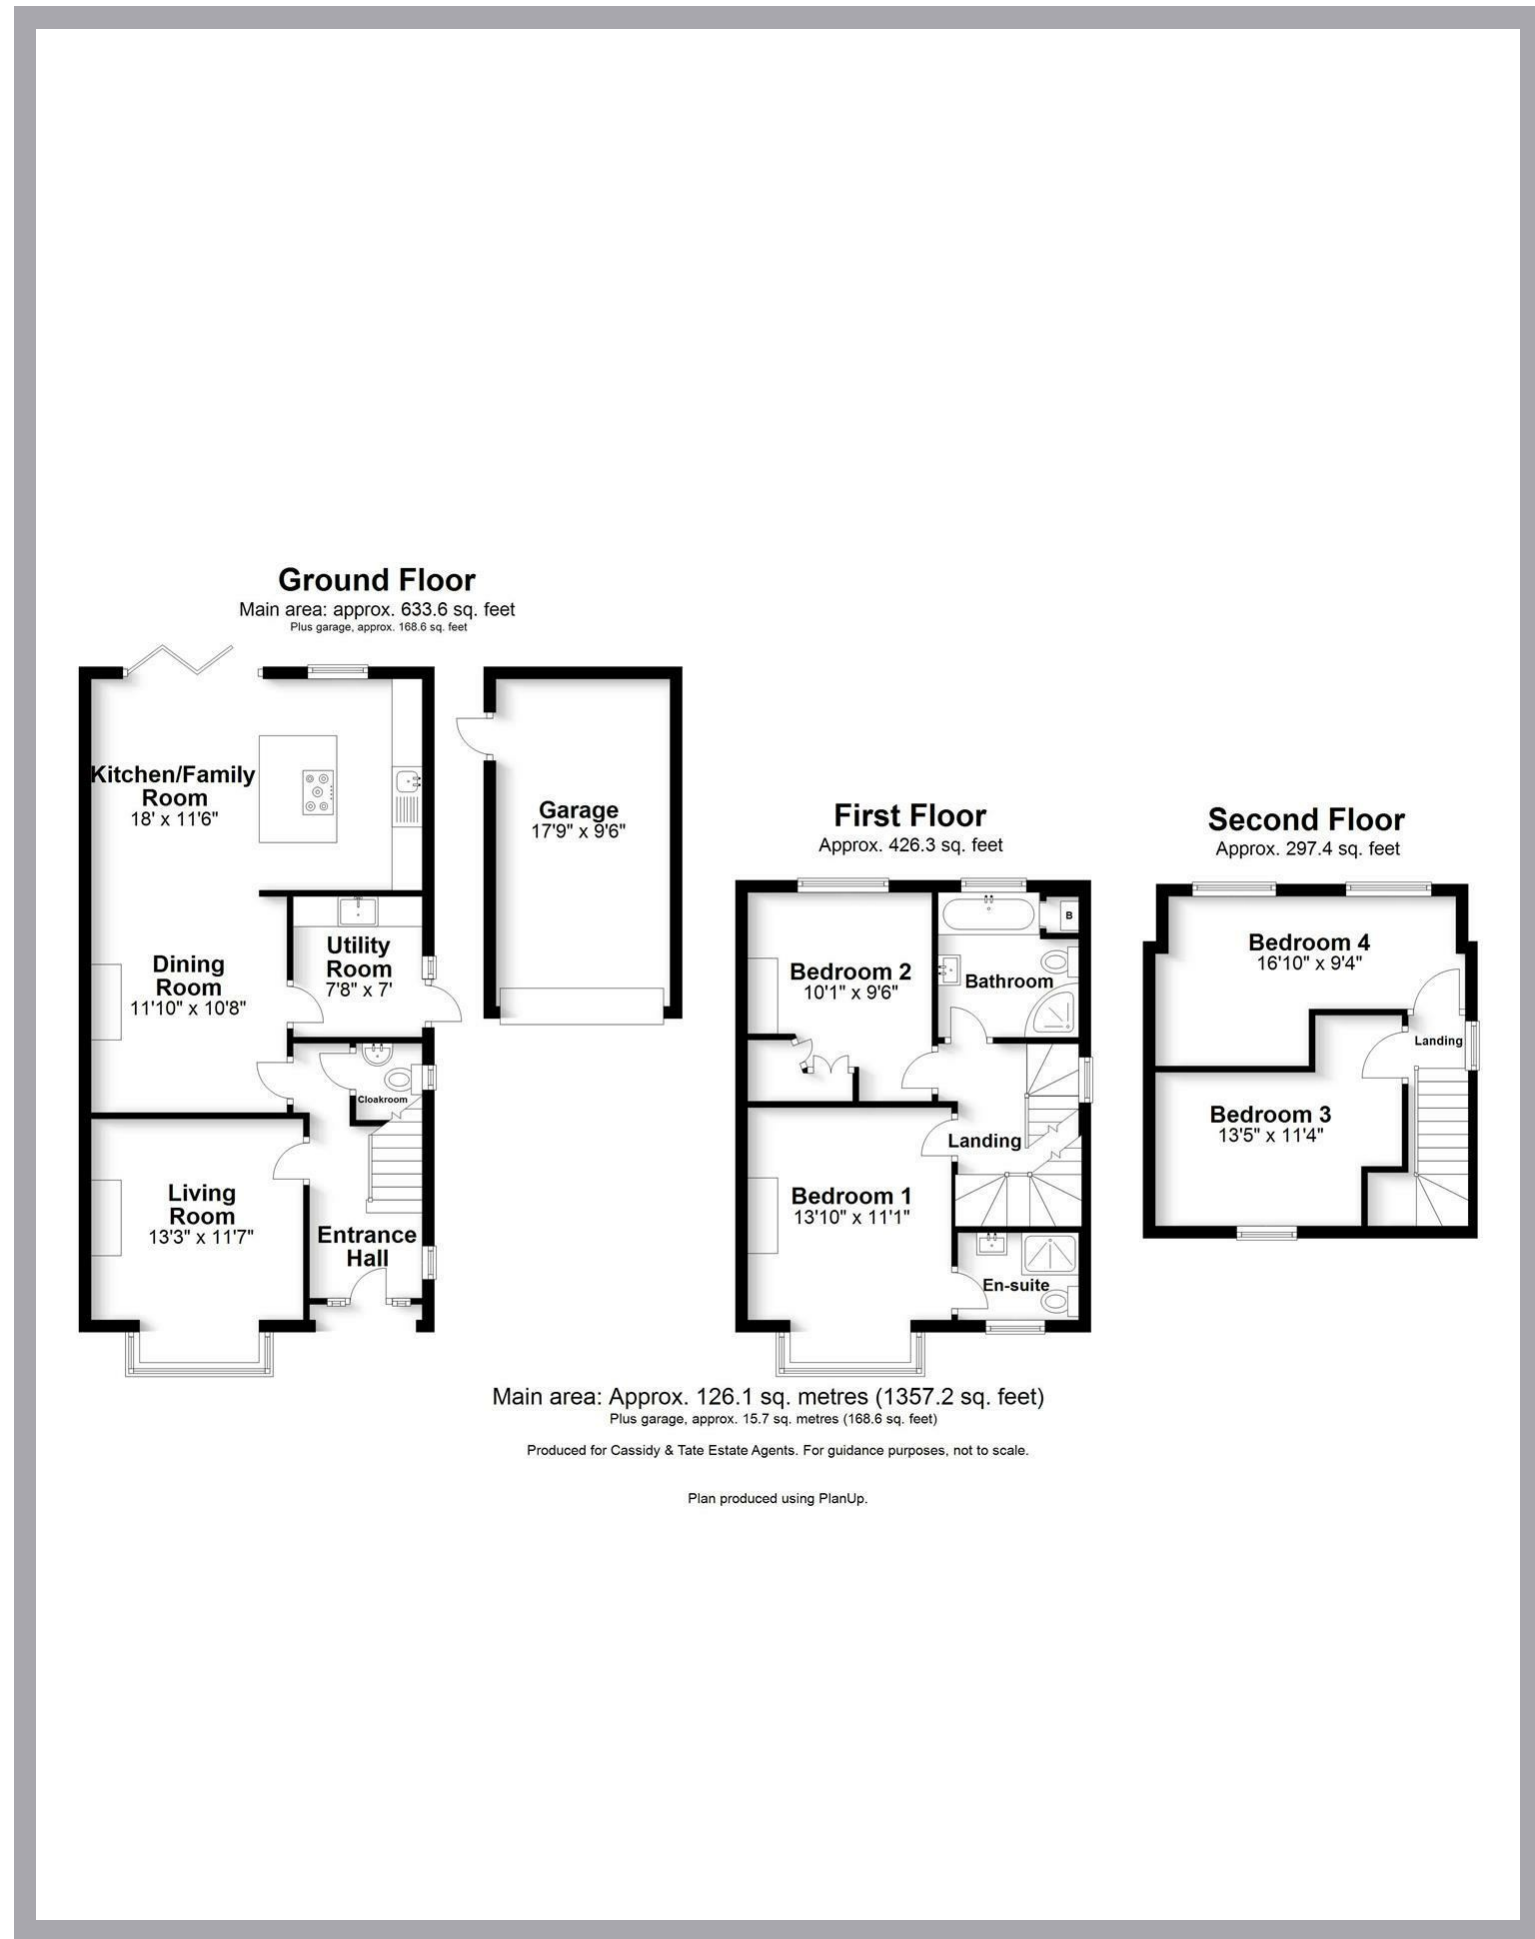 Ground Floor
Main area: approx. 633.6 sq. feet
Plus garage, approx. 168.6 sq. feet
Kitchen/Family
Room
18' x 11'6"
Garage
17'9" x 9'6"
Utility
Room
7'8" x 7'
Dining
Room
11'10" x 10'8"
Cloakroom
Living
Room
13'3" x 11'7"
Entrance
Hall
First Floor
Approx. 426.3 sq. feet
B
Bedroom 2
10'1" x 9'6"
Bathroom
Landing
Bedroom 1
13'10" x 11'1"
En-suite
Second Floor
Approx. 297.4 sq. feet
Bedroom 4
16'10" x 9'4"
Landing
Bedroom 3
13'5" x 11'4"
Main area: Approx. 126.1 sq. metres (1357.2 sq. feet)
Plus garage, approx. 15.7 sq. metres (168.6 sq. feet)
Produced for Cassidy & Tate Estate Agents. For guidance purposes, not to scale.
Plan produced using PlanUp.